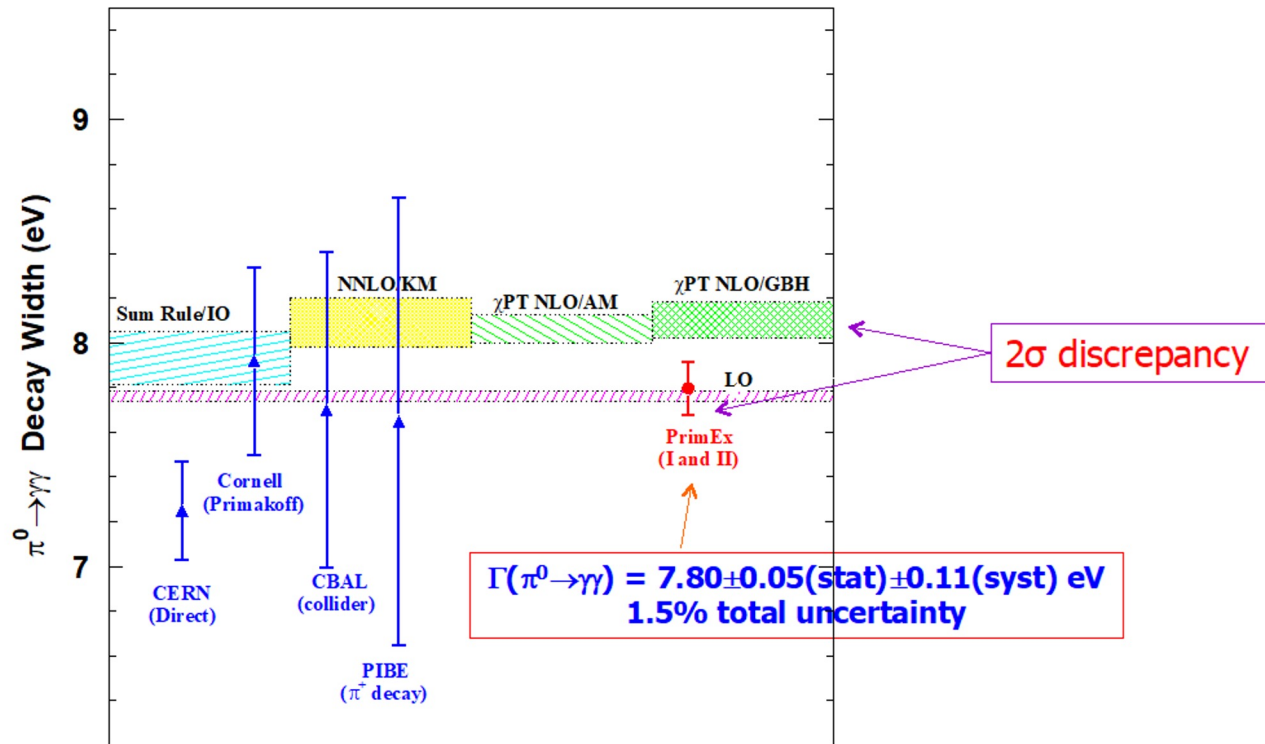 π⁰→γγ Decay Width (eV)
9
8
7
Sum Rule/IO
NNLO/KM
χPT NLO/AM
χPT NLO/GBH
LO
2σ discrepancy
PrimEx
(I and II)
Cornell
(Primakoff)
CERN
(Direct)
CBAL
(collider)
PIBE
(π⁺ decay)
Γ(π⁰→γγ) = 7.80±0.05(stat)±0.11(syst) eV
1.5% total uncertainty